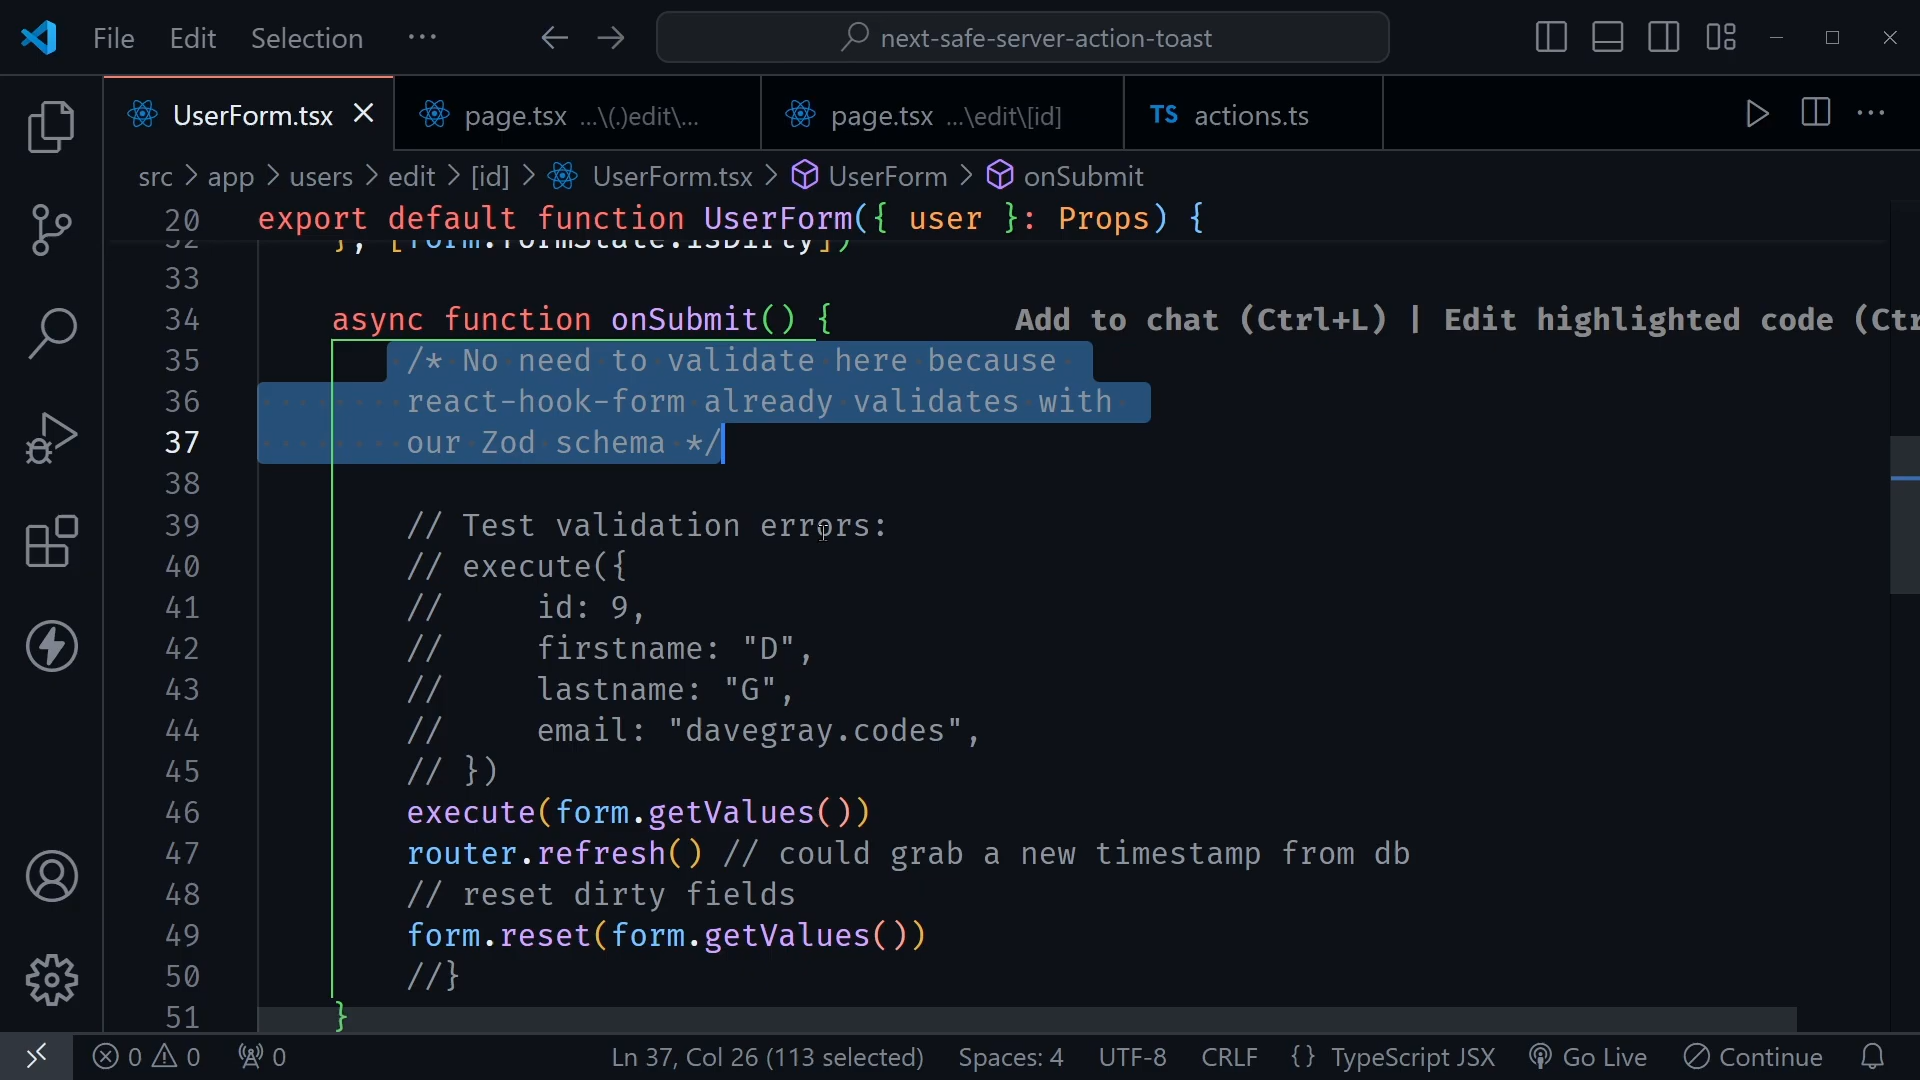 File Edit Selection ··· next-safe-server-action-toast
UserForm.tsx page.tsx ...\(.)edit\... page.tsx ...\edit\[id] TS actions.ts ···
src > app > users > edit > [id] > UserForm.tsx > UserForm > onSubmit
20 export default function UserForm({ user }: Props) {
32 }, [form.formState.isDirty])
33
34 async function onSubmit() { Add to chat (Ctrl+L) | Edit highlighted code (Ctr
35 /* No need to validate here because
36 react-hook-form already validates with
37 our Zod schema */
38
39 // Test validation errors:
40 // execute({
41 // id: 9,
42 // firstname: "D",
43 // lastname: "G",
44 // email: "davegray.codes",
45 // })
46 execute(form.getValues())
47 router.refresh() // could grab a new timestamp from db
48 // reset dirty fields
49 form.reset(form.getValues())
50 //}
51 }
0 0 0 Ln 37, Col 26 (113 selected) Spaces: 4 UTF-8 CRLF {} TypeScript JSX Go Live Continue